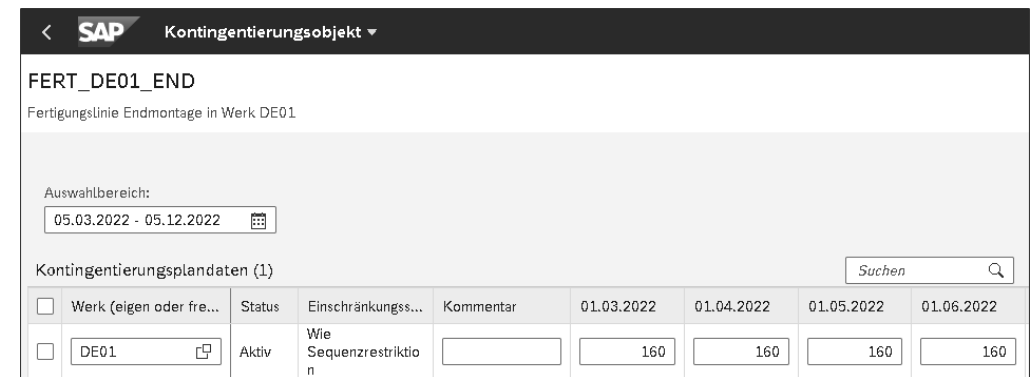 SAP Kontingentierungsobjekt
FERT_DE01_END
Fertigungslinie Endmontage in Werk DE01
Auswahlbereich:
05.03.2022 - 05.12.2022
Kontingentierungsplandaten (1)
Suchen
Werk (eigen oder fre... Status Einschränkungss... Kommentar 01.03.2022 01.04.2022 01.05.2022 01.06.2022
DE01 Aktiv Wie
Sequenzrestriktio
n
160 160 160 160